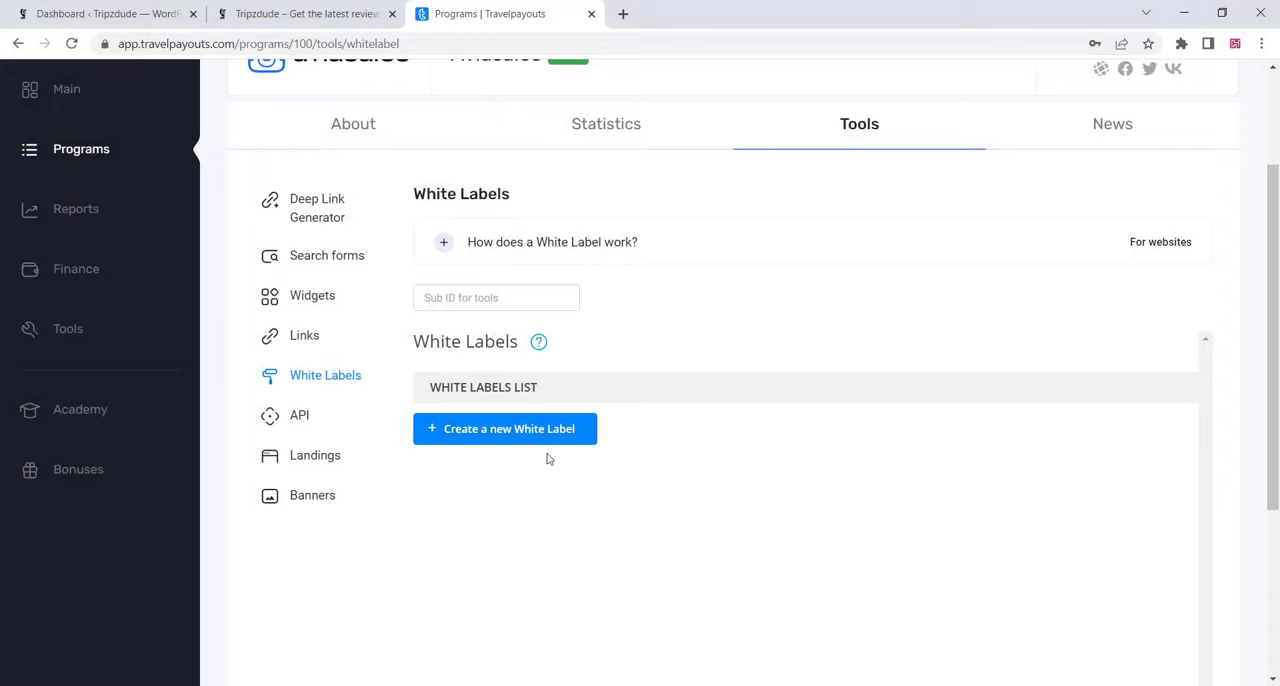 Dashboard ‹ Tripzdude — WordP
Tripzdude – Get the latest review
Programs | Travelpayouts
app.travelpayouts.com/programs/100/tools/whitelabel
Main
Programs
Reports
Finance
Tools
Academy
Bonuses
About
Statistics
Tools
News
Deep Link
Generator
Search forms
Widgets
Links
White Labels
API
Landings
Banners
White Labels
+ How does a White Label work?
For websites
Sub ID for tools
White Labels ?
WHITE LABELS LIST
+ Create a new White Label